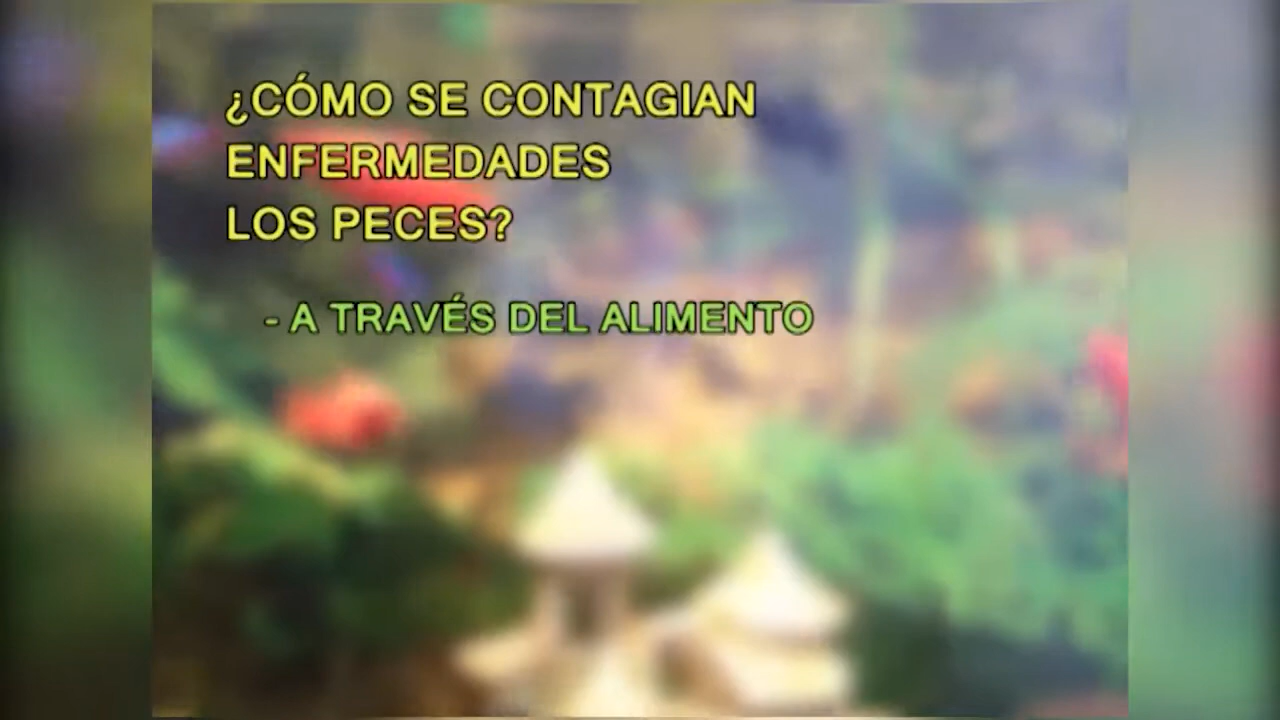 ¿CÓMO SE CONTAGIAN
ENFERMEDADES
LOS PECES?
- A TRAVÉS DEL ALIMENTO